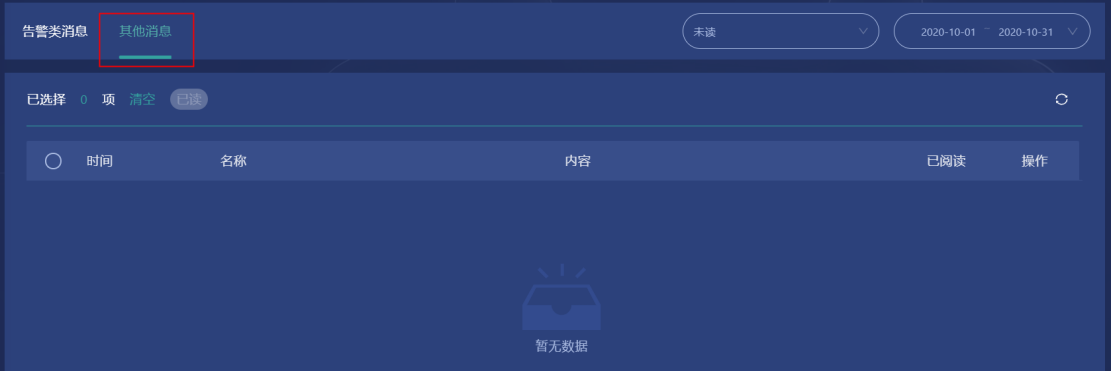 告警类消息 其他消息 未读 2020-10-01 ~ 2020-10-31
已选择 0 项 清空 已读
时间 名称 内容 已阅读 操作
暂无数据